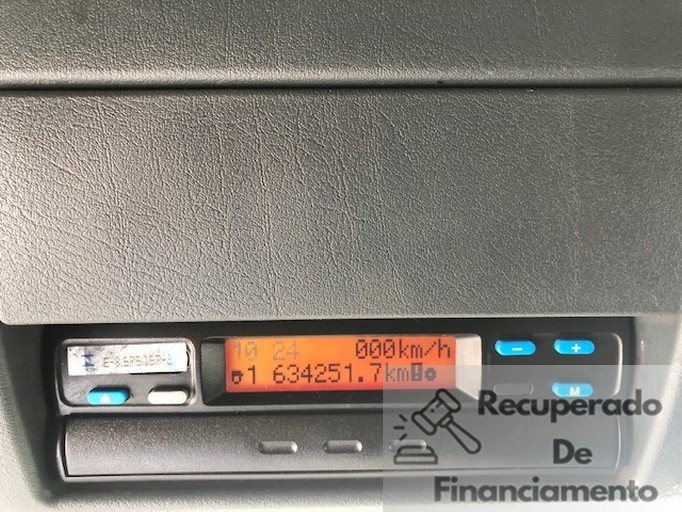 10 24 000km/h
1 634251.7km
- +
M
Recuperado
De
Financiamento